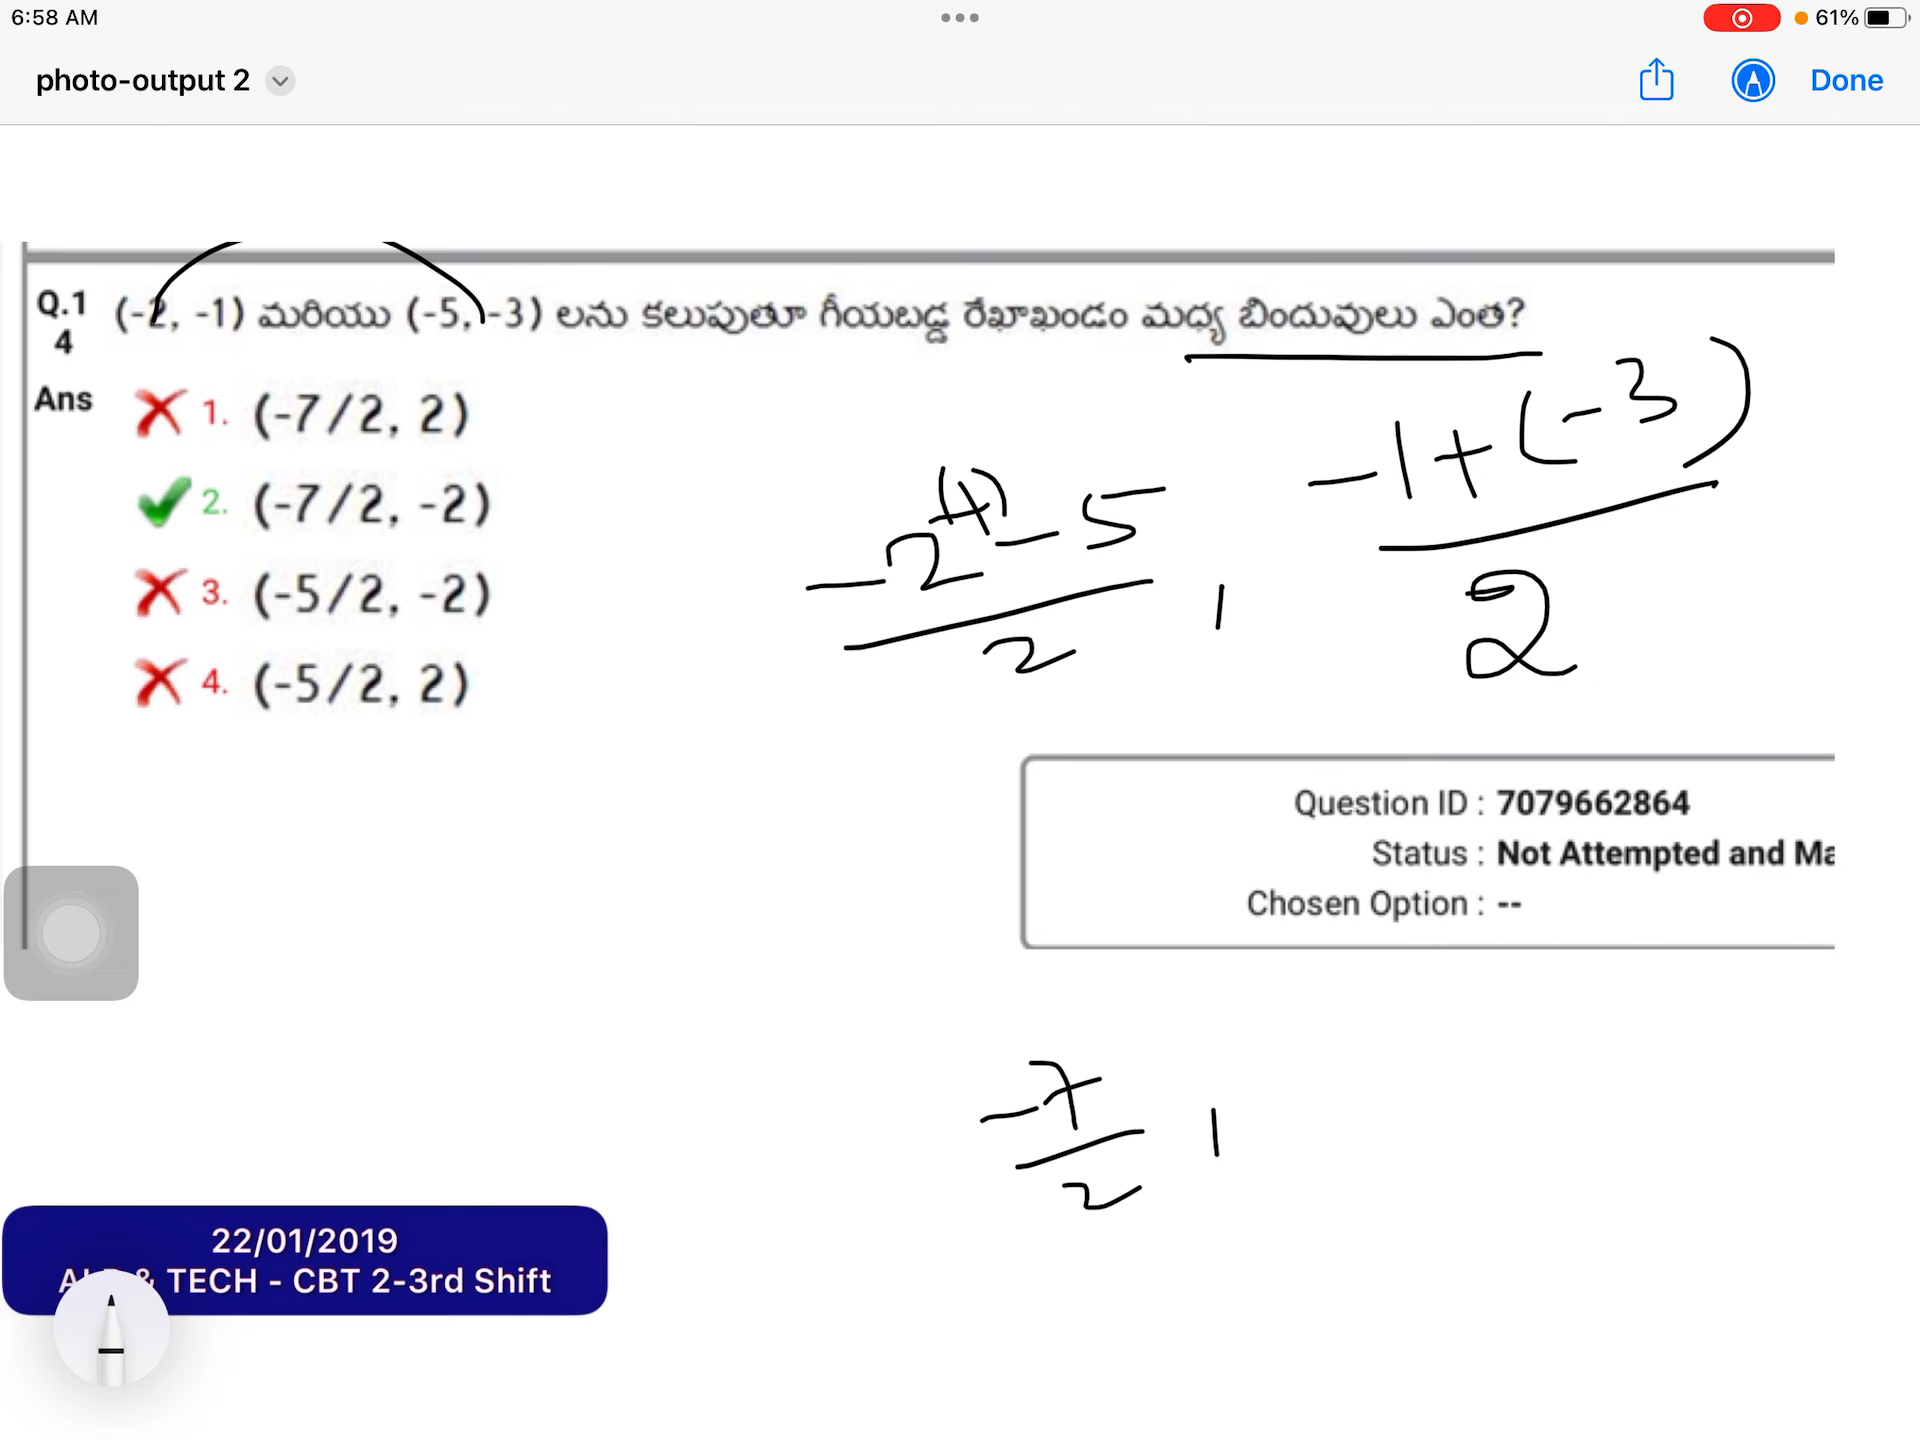 6:58 AM
61%
photo-output 2
Done
Q.14 (-2, -1) మరియు (-5, -3) లను కలుపుతూ గీయబడ్డ రేఖాఖండం మధ్య బిందువులు ఎంత?
Ans
1. (-7/2, 2)
2. (-7/2, -2)
3. (-5/2, -2)
4. (-5/2, 2)
-2(+)-5
2
,
-1+(-3)
2
Question ID : 7079662864
Status : Not Attempted and Ma
Chosen Option : --
-7
2
,
22/01/2019
& TECH - CBT 2-3rd Shift